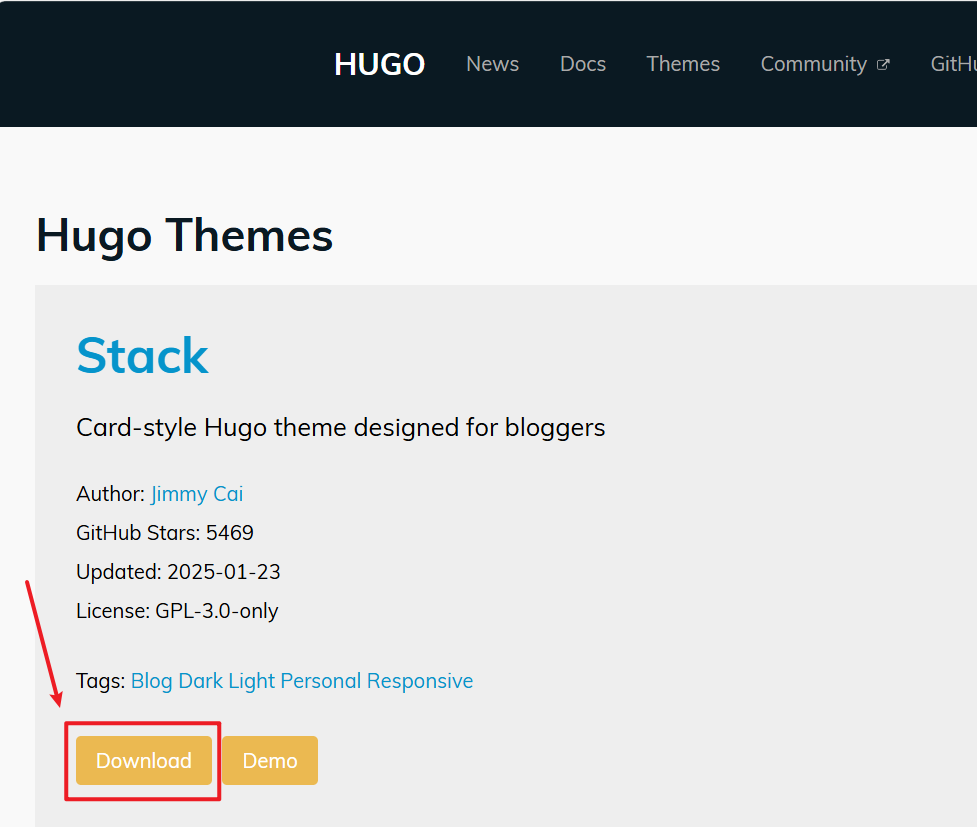 HUGO News Docs Themes Community
Hugo Themes
Stack
Card-style Hugo theme designed for bloggers
Author: Jimmy Cai
GitHub Stars: 5469
Updated: 2025-01-23
License: GPL-3.0-only
Tags: Blog Dark Light Personal Responsive
Download Demo